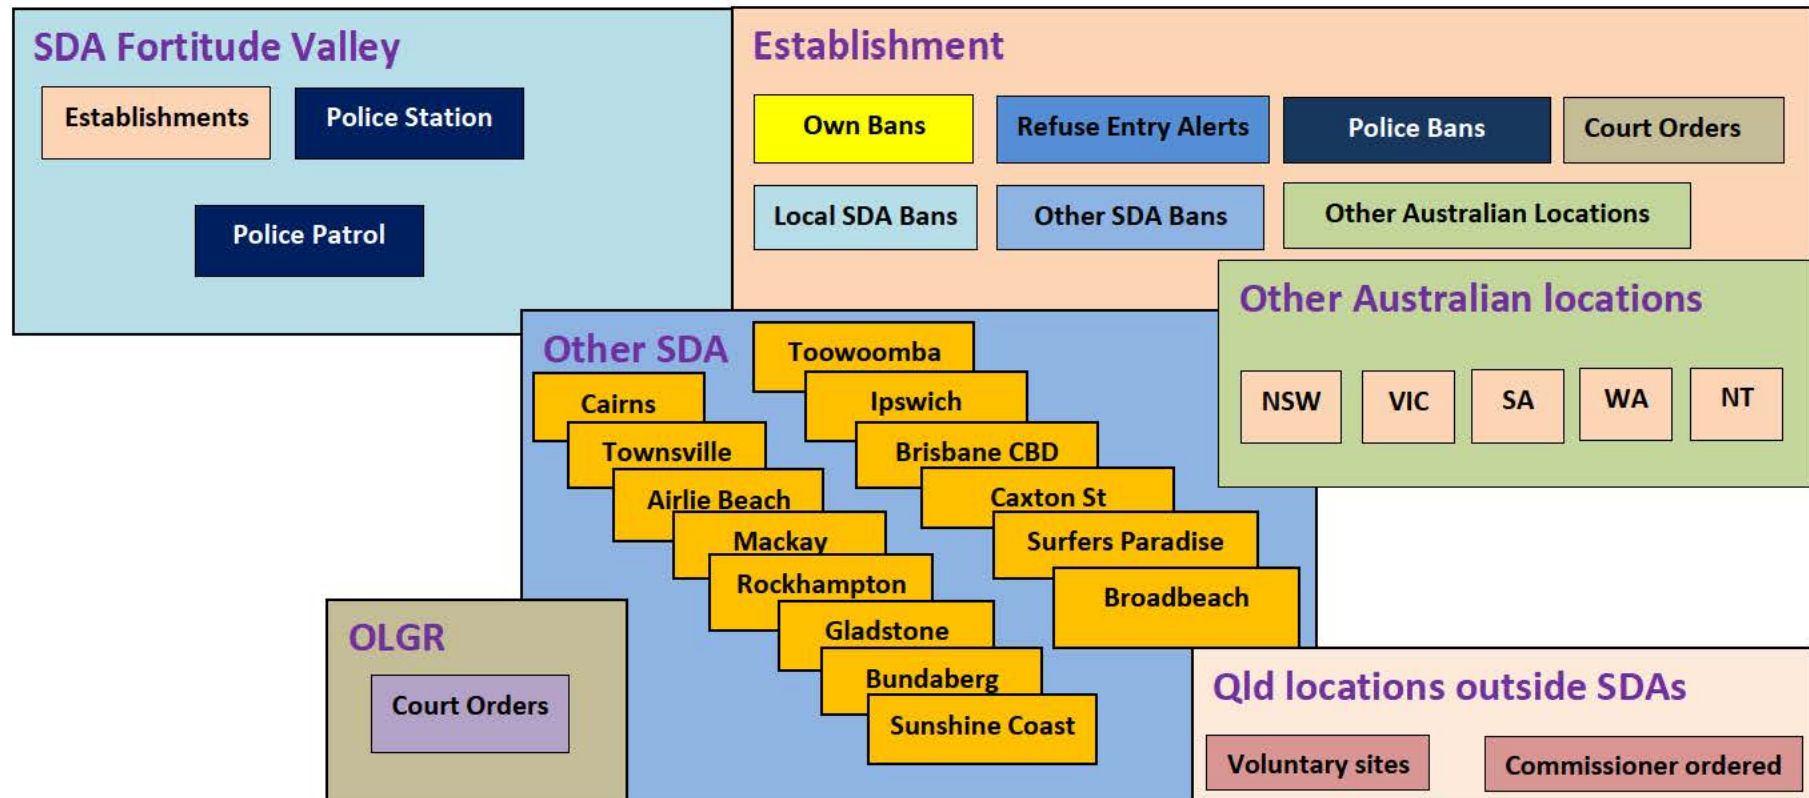 SDA Fortitude Valley
Establishments
Police Station
Police Patrol
Establishment
Own Bans
Refuse Entry Alerts
Police Bans
Court Orders
Local SDA Bans
Other SDA Bans
Other Australian Locations
Other Australian locations
NSW
VIC
SA
WA
NT
Other SDA
Cairns
Townsville
Airlie Beach
Mackay
Rockhampton
Gladstone
Bundaberg
Sunshine Coast
Toowoomba
Ipswich
Brisbane CBD
Caxton St
Surfers Paradise
Broadbeach
OLGR
Court Orders
Qld locations outside SDAs
Voluntary sites
Commissioner ordered